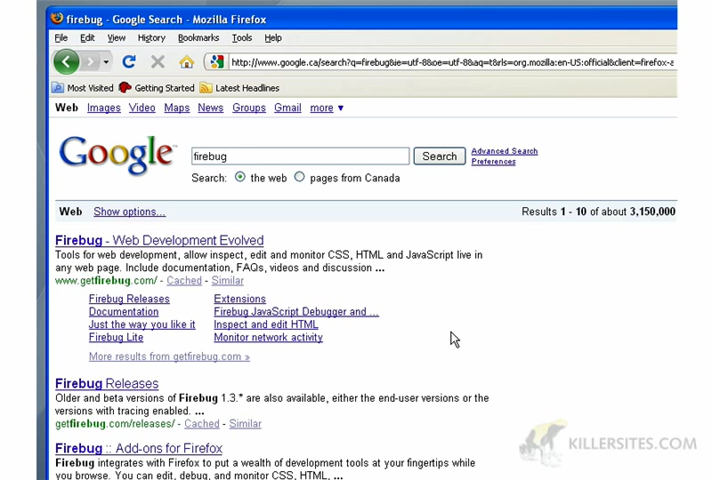 firebug - Google Search - Mozilla Firefox
File Edit View History Bookmarks Tools Help
http://www.google.ca/search?q=firebug&ie=utf-8&oe=utf-8&aq=t&rls=org.mozilla:en-US:official&client=firefox-a
Most Visited Getting Started Latest Headlines
Web Images Video Maps News Groups Gmail more ▼
Google™ firebug Search Advanced Search
Preferences
Search: the web pages from Canada
Web Show options... Results 1 - 10 of about 3,150,000
Firebug - Web Development Evolved
Tools for web development, allow inspect, edit and monitor CSS, HTML and JavaScript live in
any web page. Include documentation, FAQs, videos and discussion ...
www.getfirebug.com/ - Cached - Similar
Firebug Releases Extensions
Documentation Firebug JavaScript Debugger and ...
Just the way you like it Inspect and edit HTML
Firebug Lite Monitor network activity
More results from getfirebug.com »
Firebug Releases
Older and beta versions of Firebug 1.3.* are also available, either the end-user versions or the
versions with tracing enabled. ...
getfirebug.com/releases/ - Cached - Similar
Firebug :: Add-ons for Firefox
Firebug integrates with Firefox to put a wealth of development tools at your fingertips while
you browse. You can edit, debug, and monitor CSS, HTML, ...
KILLERSITES.COM